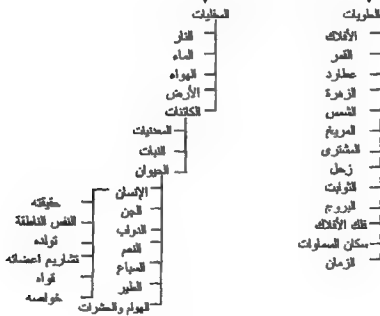 العلويات
الأفلاك
القمر
عطارد
الزهرة
الشمس
المريخ
المشترى
زحل
الثوابت
البروج
فلك الأفلاك
سكان السماوات
الزمان
السفليات
النار
الماء
الهواء
الأرض
الكائنات
المعدنيات
النبات
الحيوان
الإنسان
الجن
الدواب
النعم
السباع
الطير
الهوام والحشرات
حقيقته
النفس الناطقة
تولده
تشاريم اعضائه
قواه
خواصه